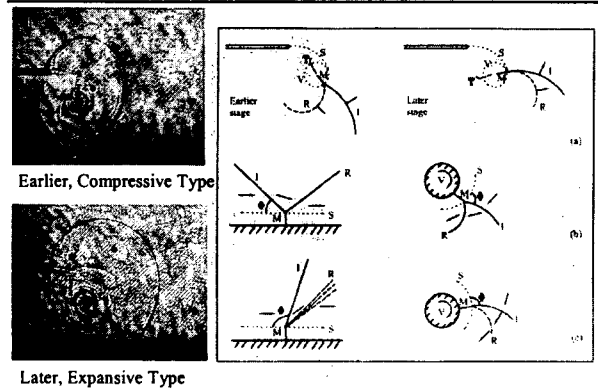 T S
V M
Earlier
stage
R I
S
V
T M I
Later
stage
R
(a)
Earlier, Compressive Type
I R
Φ M S
V S
M Φ
R I
(b)
I R
Φ
M S
S
V M Φ
R I
(c)
Later, Expansive Type